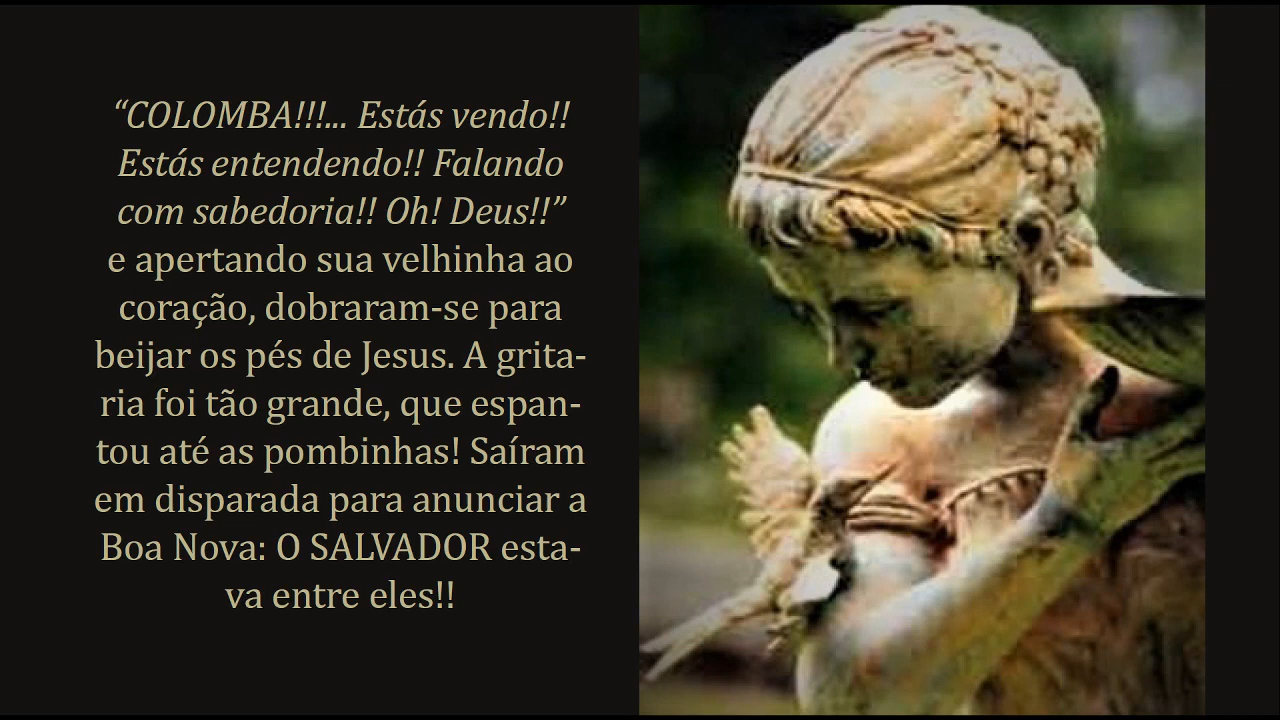 “COLOMBA!!!... Estás vendo!!
Estás entendendo!! Falando
com sabedoria!! Oh! Deus!!”
e apertando sua velhinha ao
coração, dobraram-se para
beijar os pés de Jesus. A grita-
ria foi tão grande, que espan-
tou até as pombinhas! Saíram
em disparada para anunciar a
Boa Nova: O SALVADOR esta-
va entre eles!!